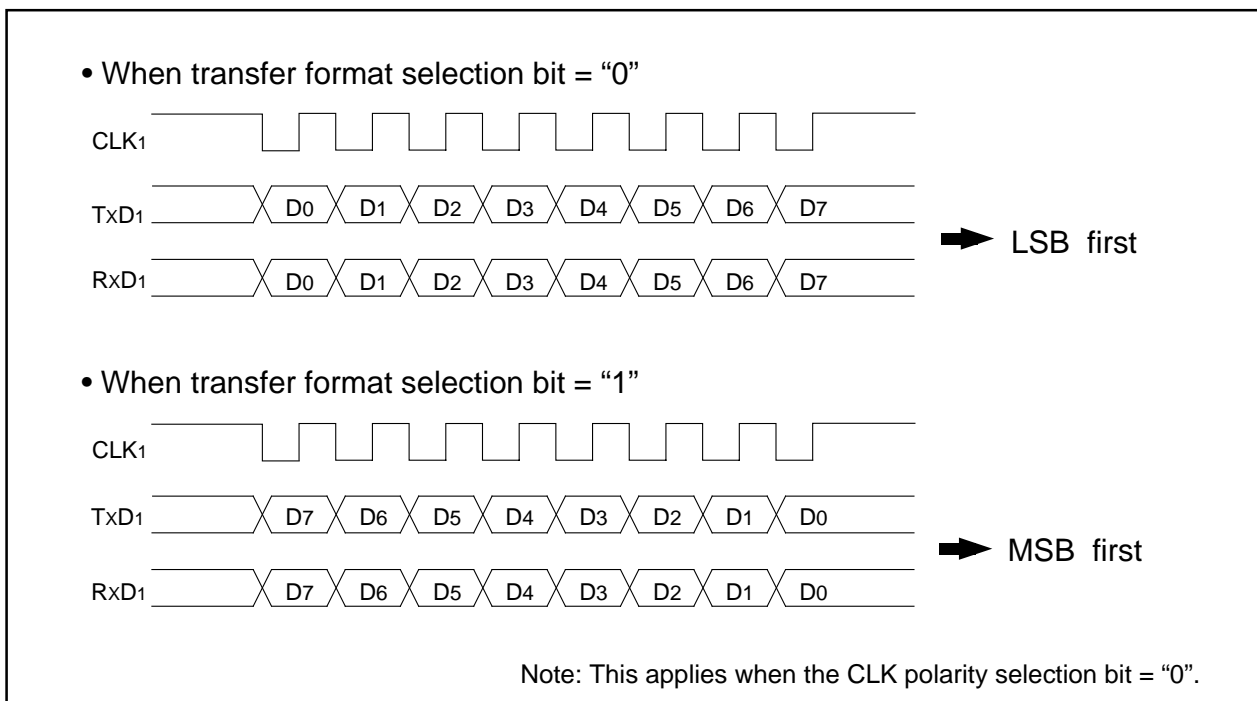 • When transfer format selection bit = “0”
CLK1
TXD1 D0 D1 D2 D3 D4 D5 D6 D7
RXD1 D0 D1 D2 D3 D4 D5 D6 D7
LSB first
• When transfer format selection bit = “1”
CLK1
TXD1 D7 D6 D5 D4 D3 D2 D1 D0
RXD1 D7 D6 D5 D4 D3 D2 D1 D0
MSB first
Note: This applies when the CLK polarity selection bit = “0”.